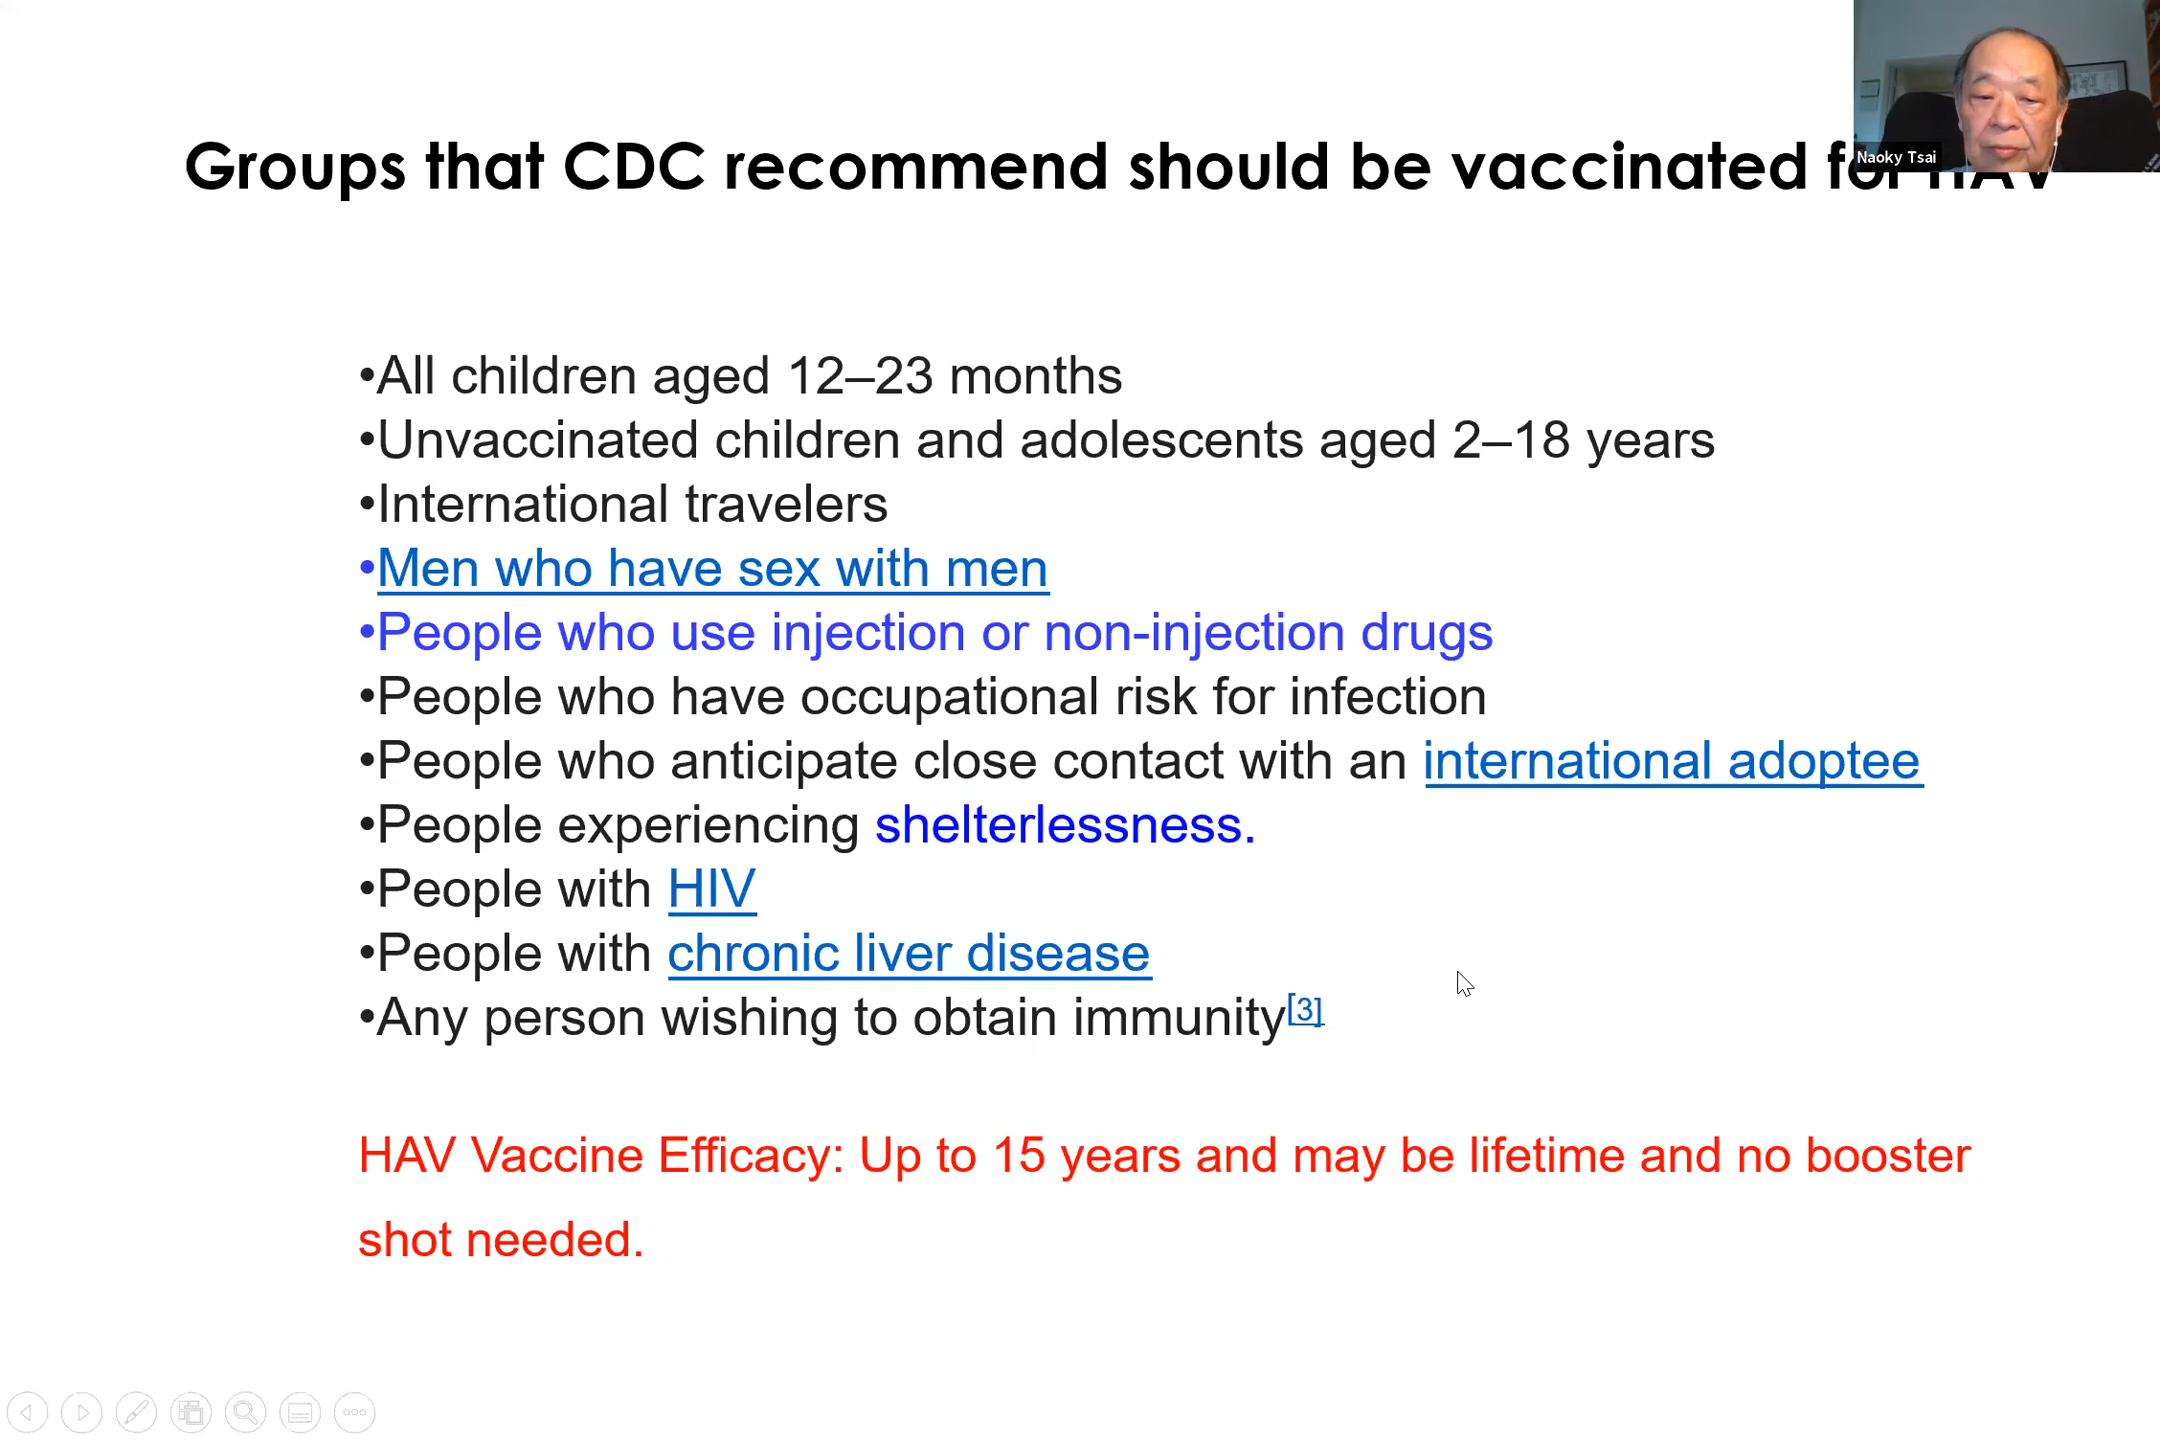 Groups that CDC recommend should be vaccinated for HAV
Naoky Tsai
•All children aged 12–23 months
•Unvaccinated children and adolescents aged 2–18 years
•International travelers
•Men who have sex with men
•People who use injection or non-injection drugs
•People who have occupational risk for infection
•People who anticipate close contact with an international adoptee
•People experiencing shelterlessness.
•People with HIV
•People with chronic liver disease
•Any person wishing to obtain immunity[3]
HAV Vaccine Efficacy: Up to 15 years and may be lifetime and no booster
shot needed.